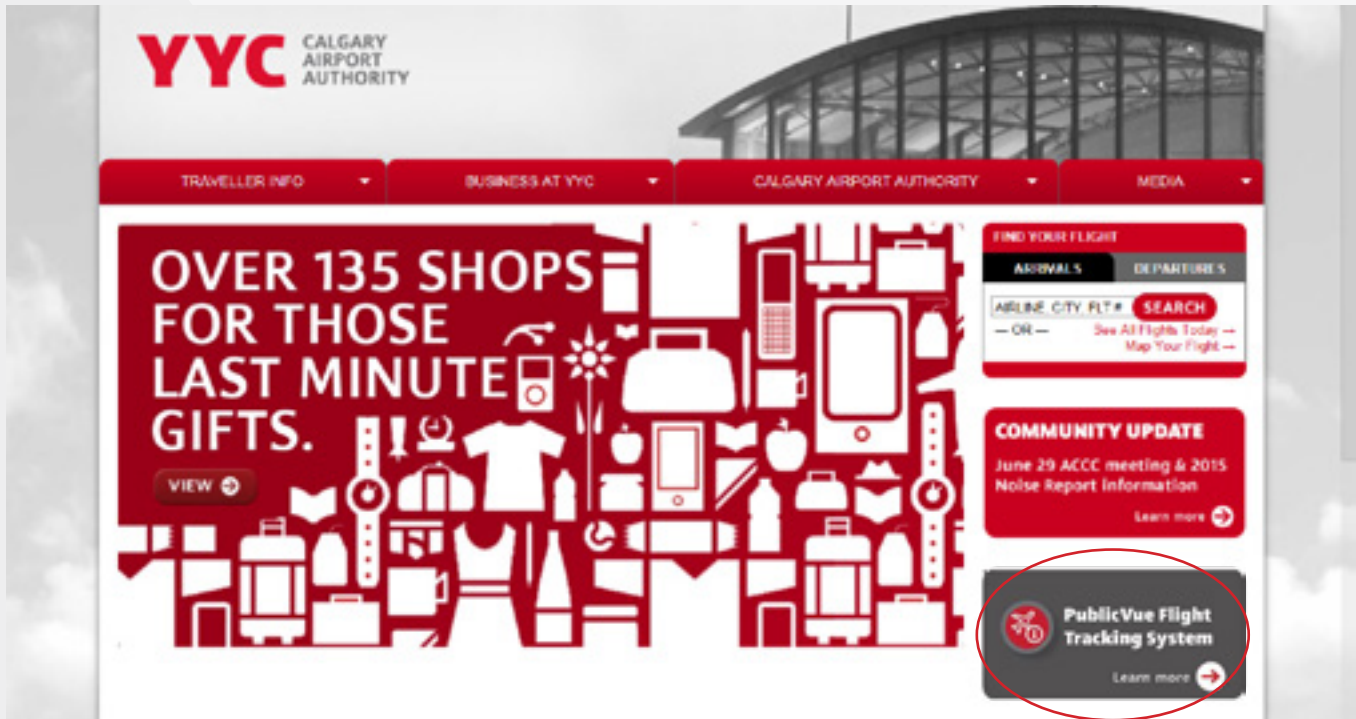 YYC
CALGARY
AIRPORT
AUTHORITY
TRAVELLER INFO
BUSINESS AT YYC
CALGARY AIRPORT AUTHORITY
MEDIA
OVER 135 SHOPS
FOR THOSE
LAST MINUTE
GIFTS.
VIEW
FIND YOUR FLIGHT
ARRIVALS
DEPARTURES
AIRLINE, CITY, FLT #
SEARCH
— OR —
See All Flights Today →
Map Your Flight →
COMMUNITY UPDATE
June 29 ACCC meeting & 2015
Noise Report Information
Learn more
PublicVue Flight
Tracking System
Learn more